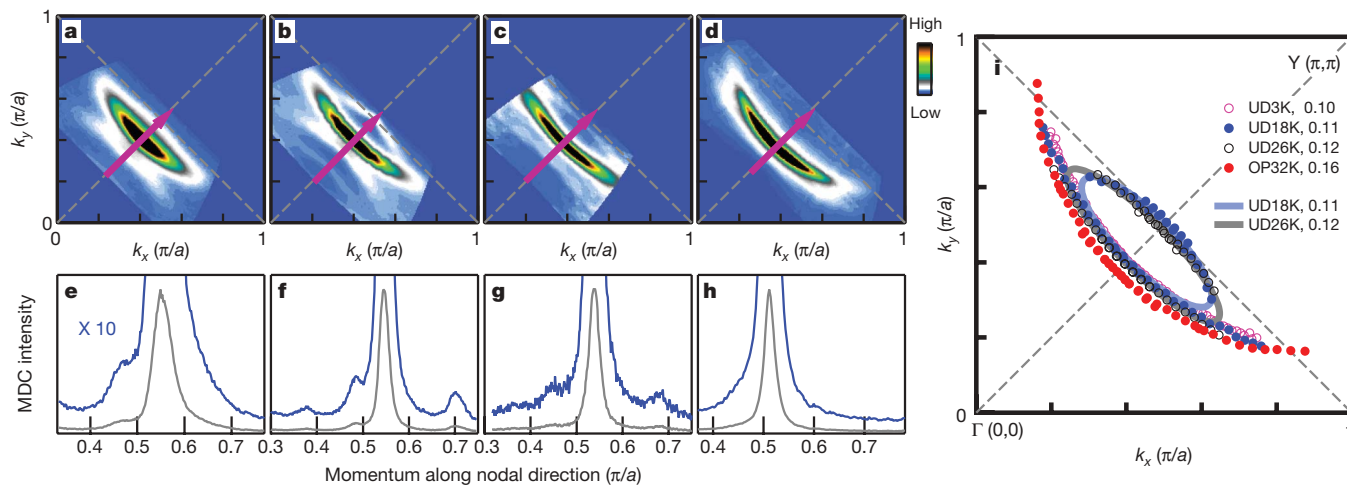 a
b
c
d
High
Low
1
0
k_y (π/a)
0
1
1
1
1
k_x (π/a)
k_x (π/a)
k_x (π/a)
k_x (π/a)
e
f
g
h
X 10
MDC intensity
0.4 0.5 0.6 0.7
0.3 0.4 0.5 0.6 0.7
0.3 0.4 0.5 0.6 0.7
0.4 0.5 0.6 0.7
Momentum along nodal direction (π/a)
i
Y (π,π)
UD3K, 0.10
UD18K, 0.11
UD26K, 0.12
OP32K, 0.16
UD18K, 0.11
UD26K, 0.12
1
k_y (π/a)
0
Γ (0,0)
k_x (π/a)